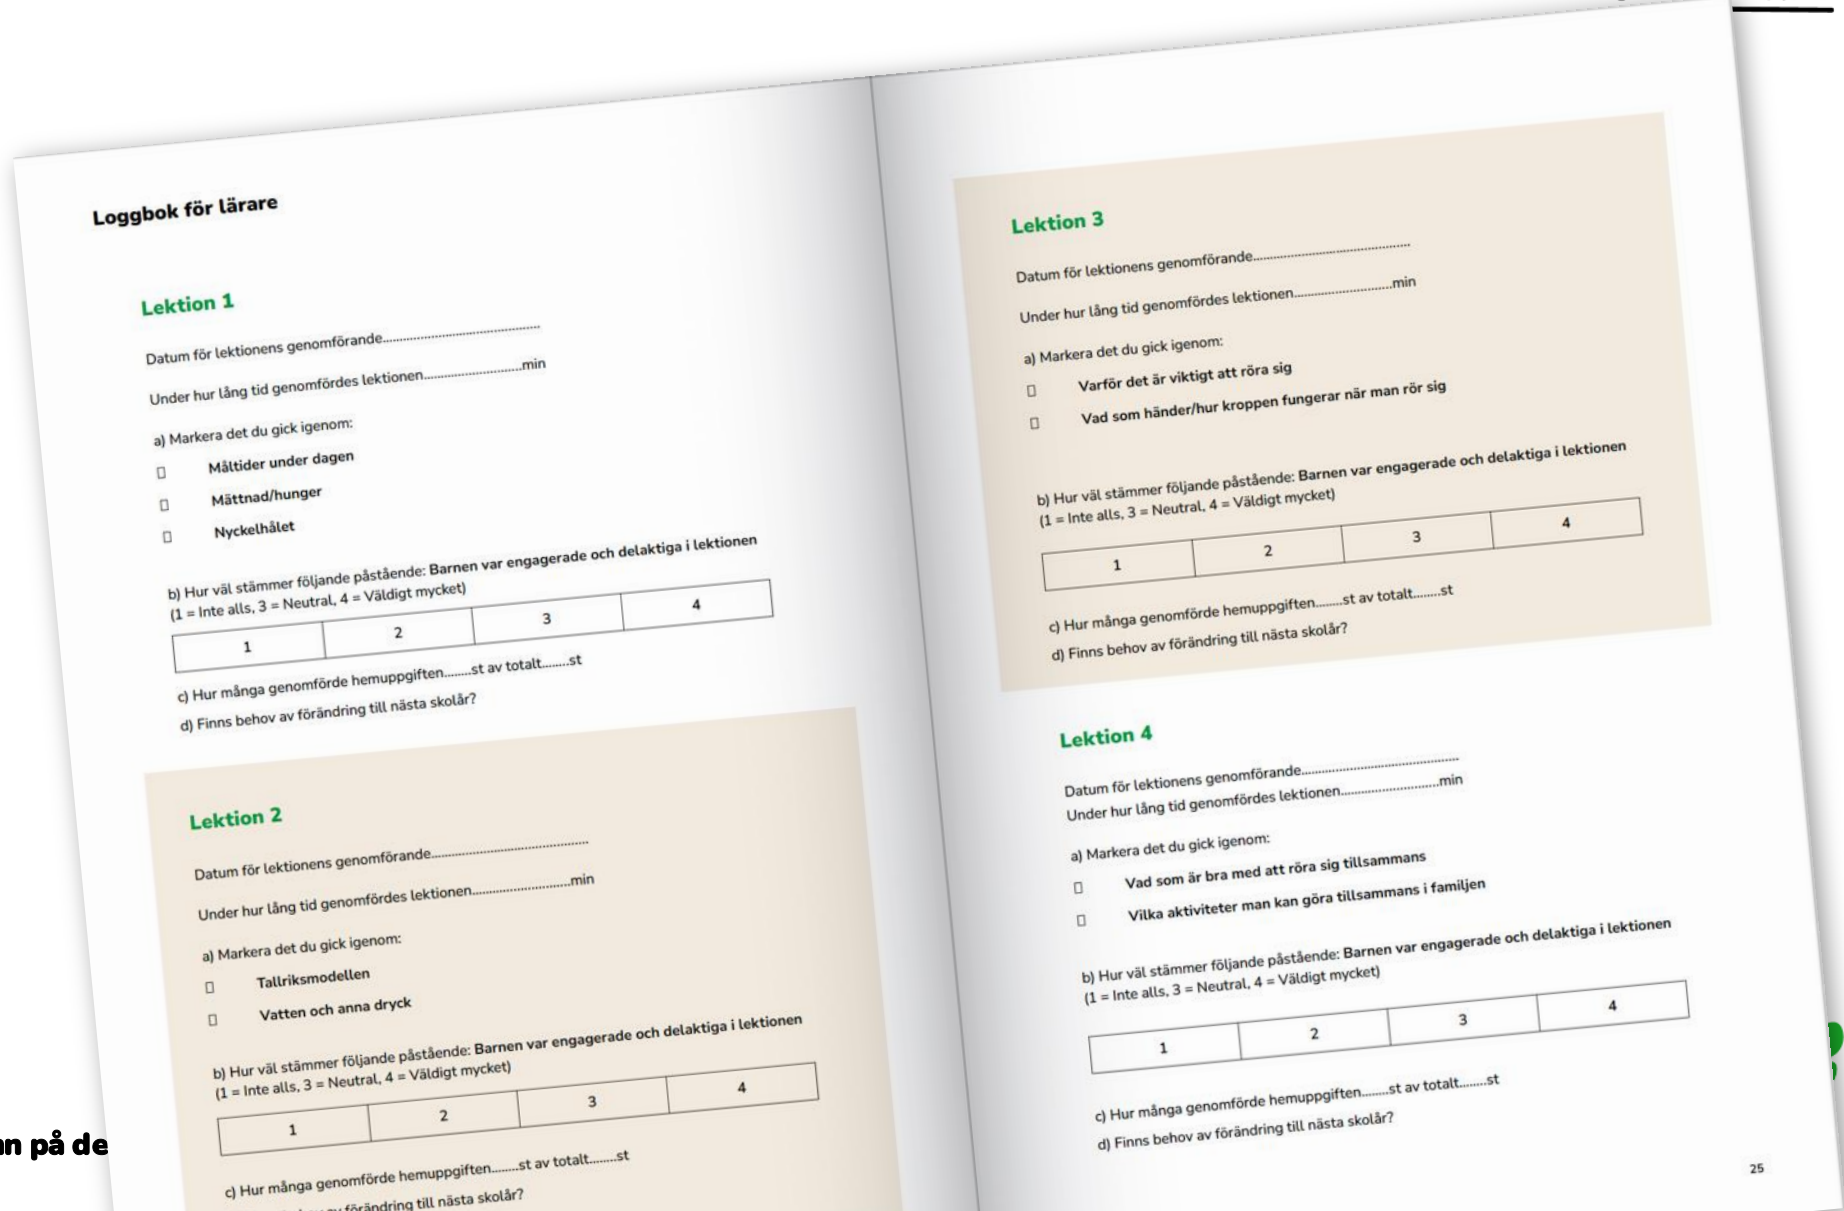 Loggbok för lärare
Lektion 1
Datum för lektionens genomförande...............................................
Under hur lång tid genomfördes lektionen.............................min
a) Markera det du gick igenom:
Måltider under dagen
Mättnad/hunger
Nyckelhålet
b) Hur väl stämmer följande påstående: Barnen var engagerade och delaktiga i lektionen
(1 = Inte alls, 3 = Neutral, 4 = Väldigt mycket)
1 2 3 4
c) Hur många genomförde hemuppgiften........st av totalt........st
d) Finns behov av förändring till nästa skolår?
Lektion 2
Datum för lektionens genomförande...............................................
Under hur lång tid genomfördes lektionen.............................min
a) Markera det du gick igenom:
Tallriksmodellen
Vatten och anna dryck
b) Hur väl stämmer följande påstående: Barnen var engagerade och delaktiga i lektionen
(1 = Inte alls, 3 = Neutral, 4 = Väldigt mycket)
1 2 3 4
c) Hur många genomförde hemuppgiften........st av totalt........st
förändring till nästa skolår?
Lektion 3
Datum för lektionens genomförande...............................................
Under hur lång tid genomfördes lektionen.............................min
a) Markera det du gick igenom:
Varför det är viktigt att röra sig
Vad som händer/hur kroppen fungerar när man rör sig
b) Hur väl stämmer följande påstående: Barnen var engagerade och delaktiga i lektionen
(1 = Inte alls, 3 = Neutral, 4 = Väldigt mycket)
1 2 3 4
c) Hur många genomförde hemuppgiften........st av totalt........st
d) Finns behov av förändring till nästa skolår?
Lektion 4
Datum för lektionens genomförande...............................................
Under hur lång tid genomfördes lektionen.............................min
a) Markera det du gick igenom:
Vad som är bra med att röra sig tillsammans
Vilka aktiviteter man kan göra tillsammans i familjen
b) Hur väl stämmer följande påstående: Barnen var engagerade och delaktiga i lektionen
(1 = Inte alls, 3 = Neutral, 4 = Väldigt mycket)
1 2 3 4
c) Hur många genomförde hemuppgiften........st av totalt........st
d) Finns behov av förändring till nästa skolår?
25
på de